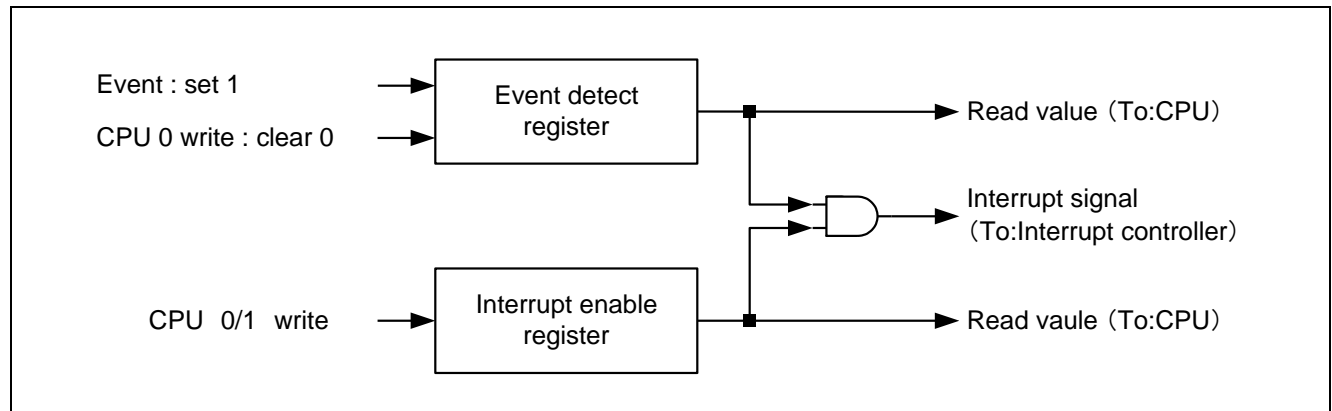 Event : set 1
CPU 0 write : clear 0
Event detect
register
Read value（To:CPU）
Interrupt signal
（To:Interrupt controller）
CPU 0/1 write
Interrupt enable
register
Read vaule（To:CPU）